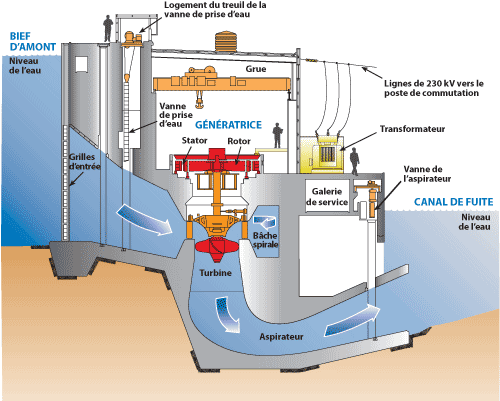 Logement du treuil de la
vanne de prise d'eau
BIEF
D'AMONT
Niveau
de l'eau
Grue
Lignes de 230 kV vers le
poste de commutation
Vanne
de prise
d'eau
GÉNÉRATRICE
Stator
Rotor
Transformateur
Grilles
d'entrée
Vanne de
l'aspirateur
Galerie
de service
CANAL DE FUITE
Niveau
de l'eau
Bâche
spirale
Turbine
Aspirateur